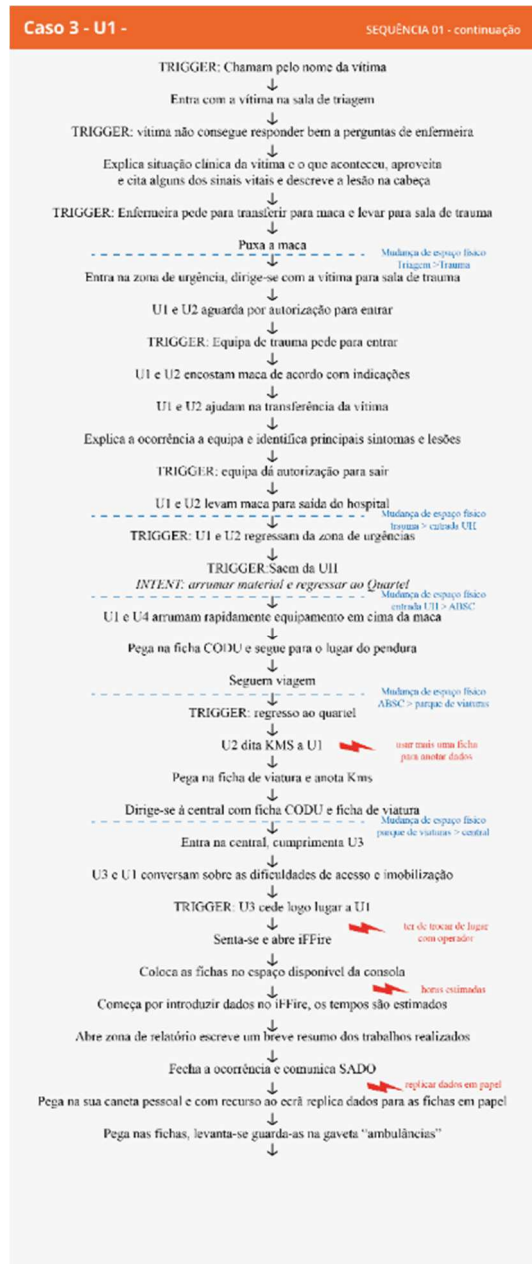 Caso 3 - U1 -
SEQUÊNCIA 01 - continuação
TRIGGER: Chamam pelo nome da vítima
Entra com a vítima na sala de triagem
TRIGGER: vítima não consegue responder bem a perguntas de enfermeira
Explica situação clínica da vítima e o que aconteceu, aproveita
e cita alguns dos sinais vitais e descreve a lesão na cabeça
TRIGGER: Enfermeira pede para transferir para maca e levar para sala de trauma
Puxa a maca
Mudança de espaço físico
Triagem >Trauma
Entra na zona de urgência, dirige-se com a vítima para sala de trauma
U1 e U2 aguarda por autorização para entrar
TRIGGER: Equipa de trauma pede para entrar
U1 e U2 encostam maca de acordo com indicações
U1 e U2 ajudam na transferência da vítima
Explica a ocorrência a equipa e identifica principais sintomas e lesões
TRIGGER: equipa dá autorização para sair
U1 e U2 levam maca para saída do hospital
Mudança de espaço físico
trauma > entrada UH
TRIGGER: U1 e U2 regressam da zona de urgências
TRIGGER:Saem da UH
INTENT: arrumar material e regressar ao Quartel
Mudança de espaço físico
entrada UH > ABSC
U1 e U4 arrumam rapidamente equipamento em cima da maca
Pega na ficha CODU e segue para o lugar do pendura
Seguem viagem
Mudança de espaço físico
ABSC > parque de viaturas
TRIGGER: regresso ao quartel
U2 dita KMS a U1
usar mais uma ficha
para anotar dados
Pega na ficha de viatura e anota Kms
Dirige-se à central com ficha CODU e ficha de viatura
Mudança de espaço físico
parque de viaturas > central
Entra na central, cumprimenta U3
U3 e U1 conversam sobre as dificuldades de acesso e imobilização
TRIGGER: U3 cede logo lugar a U1
ter de trocar de lugar
com operador
Senta-se e abre iFFire
Coloca as fichas no espaço disponível da consola
horas estimadas
Começa por introduzir dados no iFFire, os tempos são estimados
Abre zona de relatório escreve um breve resumo dos trabalhos realizados
Fecha a ocorrência e comunica SADO
replicar dados em papel
Pega na sua caneta pessoal e com recurso ao ecrã replica dados para as fichas em papel
Pega nas fichas, levanta-se guarda-as na gaveta “ambulâncias”